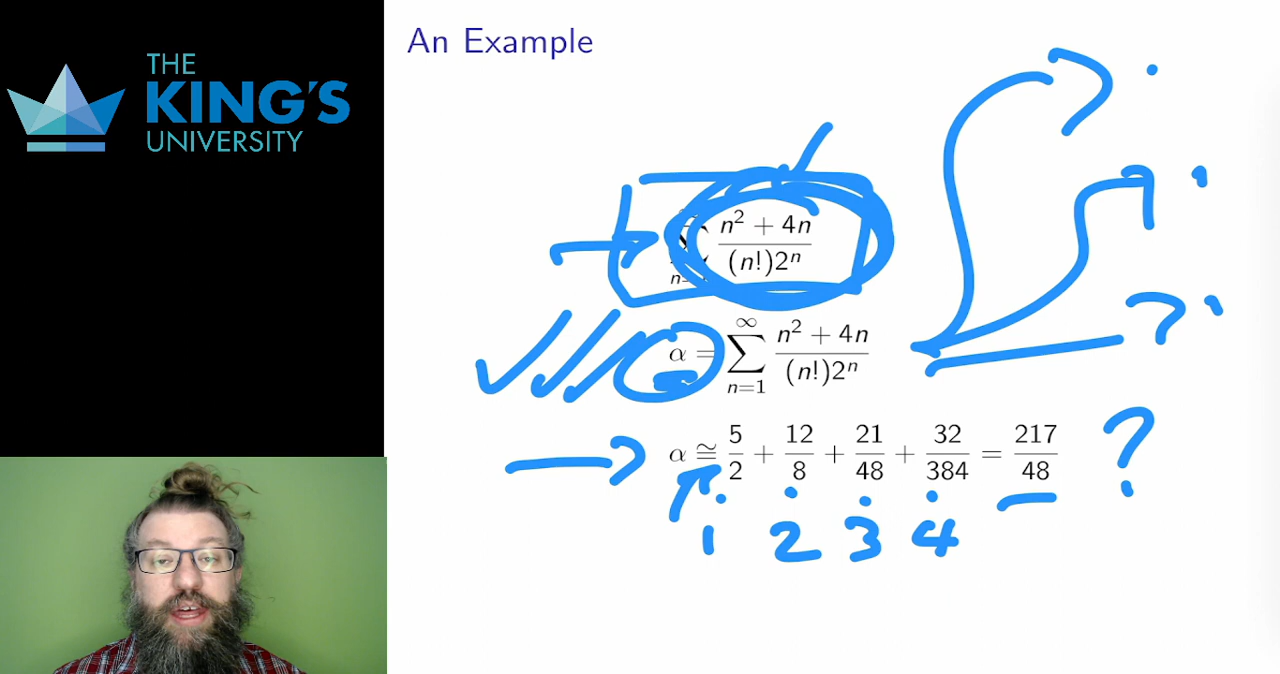 THE
KING'S
UNIVERSITY
An Example
n² + 4n
(n!)2ⁿ
α = ∑_{n=1}^{∞} (n² + 4n)/((n!)2ⁿ)
α ≅ 5/2 + 12/8 + 21/48 + 32/384 = 217/48 ?
1 2 3 4